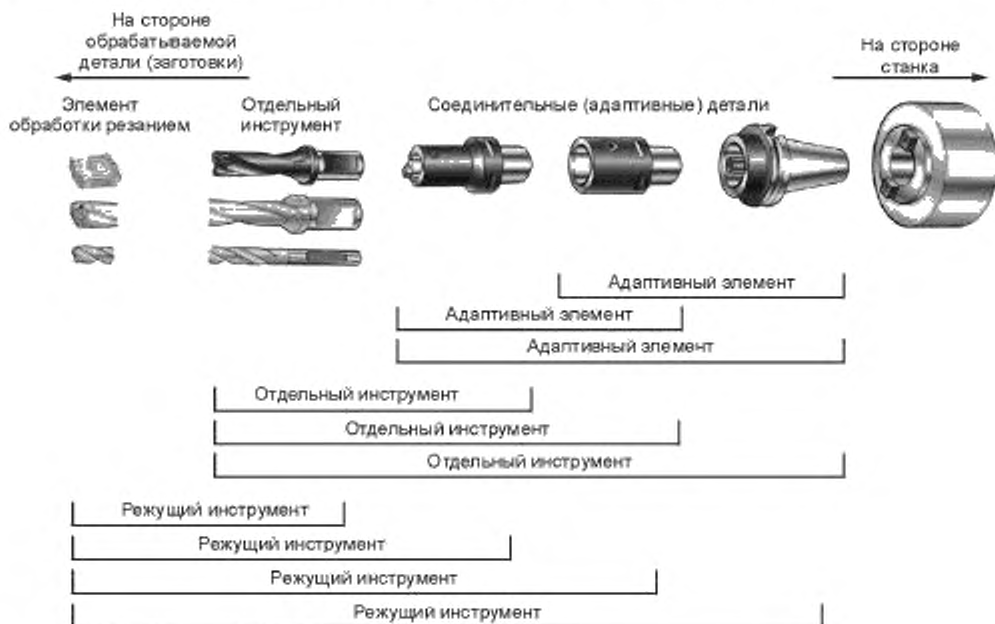 На стороне
обрабатываемой
детали (заготовки)
На стороне
станка
Элемент
обработки резанием
Отдельный
инструмент
Соединительные (адаптивные) детали
Адаптивный элемент
Адаптивный элемент
Адаптивный элемент
Отдельный инструмент
Отдельный инструмент
Отдельный инструмент
Режущий инструмент
Режущий инструмент
Режущий инструмент
Режущий инструмент